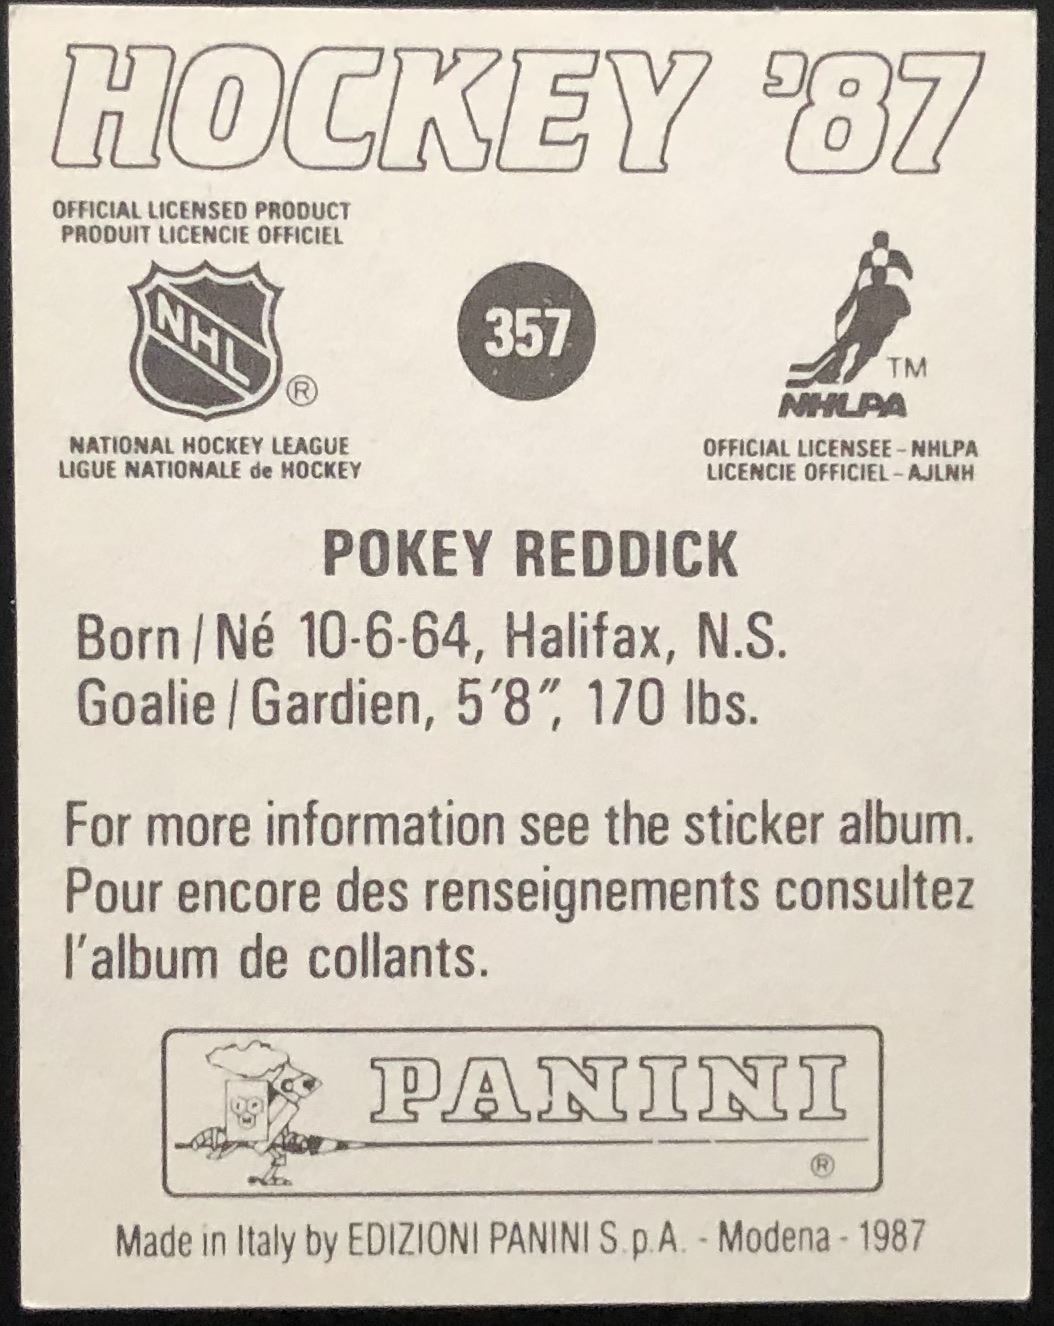 HOCKEY '87
OFFICIAL LICENSED PRODUCT
PRODUIT LICENCIE OFFICIEL
NHL
®
357
TM
NHLPA
NATIONAL HOCKEY LEAGUE
LIGUE NATIONALE de HOCKEY
OFFICIAL LICENSEE - NHLPA
LICENCIE OFFICIEL - AJLNH
POKEY REDDICK
Born / Né 10-6-64, Halifax, N.S.
Goalie / Gardien, 5'8", 170 lbs.
For more information see the sticker album.
Pour encore des renseignements consultez
l'album de collants.
PANINI
®
Made in Italy by EDIZIONI PANINI S.p.A. - Modena - 1987